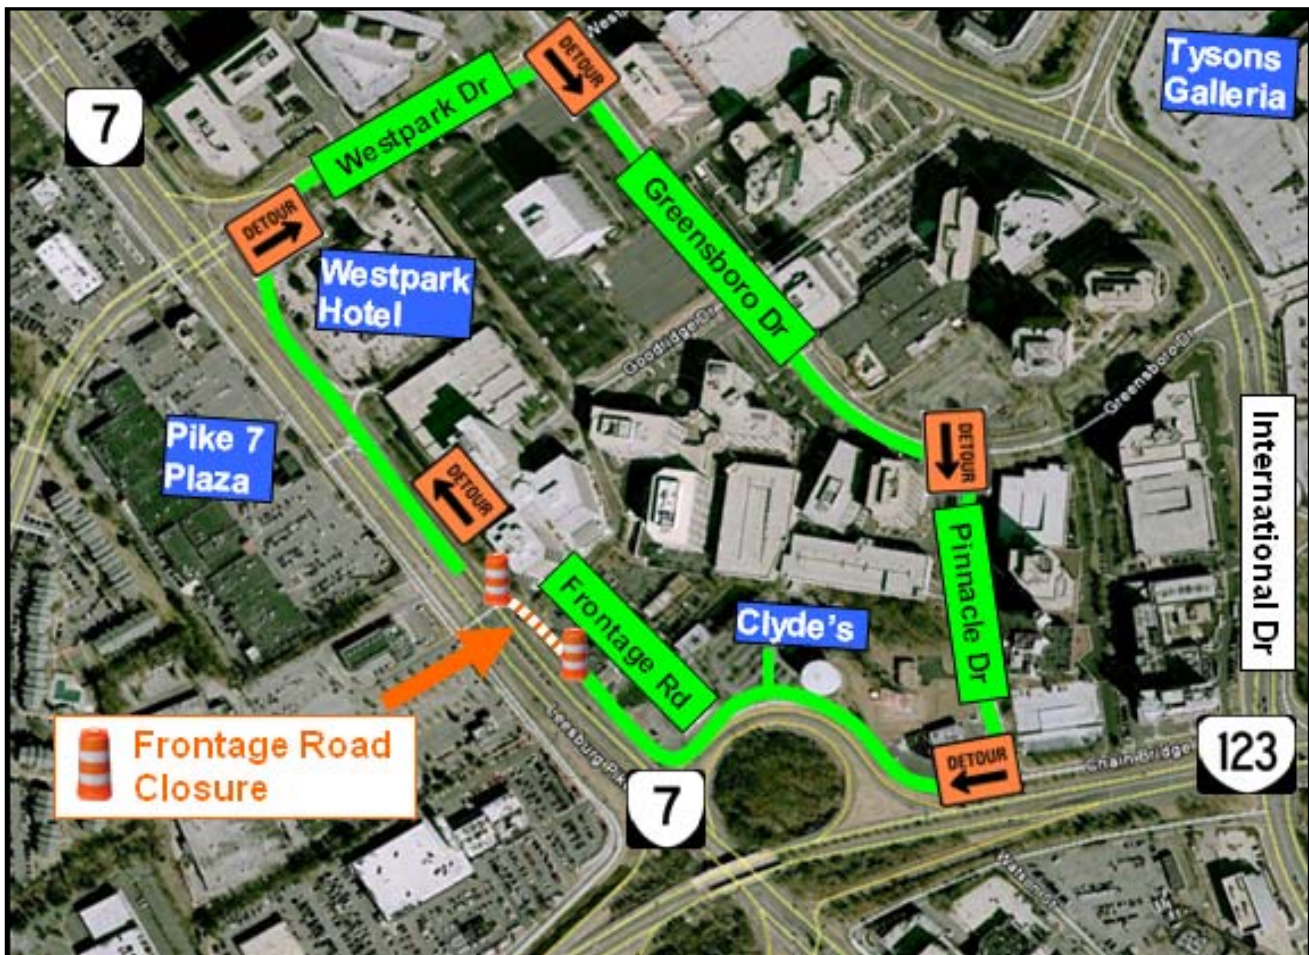 Westp
DETOUR
Tysons
Galleria
7
Westpark Dr
DETOUR
Greensboro Dr
Westpark
Hotel
Goodridge Dr
Greensboro Dr
Pike 7
Plaza
DETOUR
DETOUR
International Dr
Frontage Rd
Clyde's
Pinnacle Dr
Frontage Road
Closure
Leesburg Pike
7
DETOUR
Chain Bridge
123